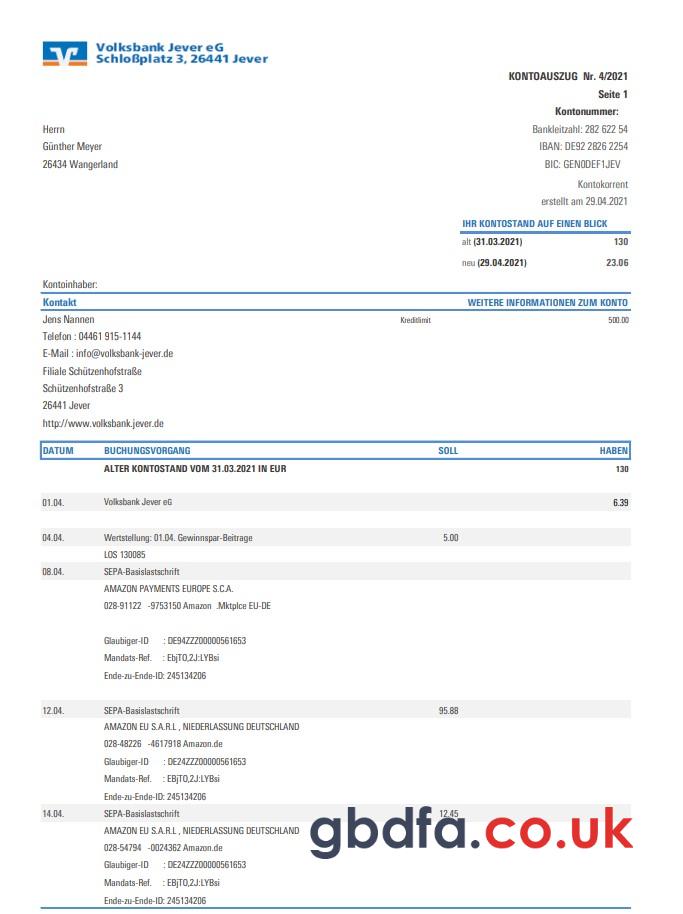 Volksbank Jever eG
Schloßplatz 3, 26441 Jever
KONTOAUSZUG Nr. 4/2021
Seite 1
Kontonummer:
Herrn
Bankleitzahl: 282 622 54
Günther Meyer
IBAN: DE92 2826 2254
26434 Wangerland
BIC: GENODEF1JEV
Kontokorrent
erstellt am 29.04.2021
IHR KONTOSTAND AUF EINEN BLICK
alt (31.03.2021) 130
neu (29.04.2021) 23.06
Kontoinhaber:
Kontakt WEITERE INFORMATIONEN ZUM KONTO
Jens Nannen Kreditlimit 500.00
Telefon : 04461 915-1144
E-Mail : info@volksbank-jever.de
Filiale Schützenhofstraße
Schützenhofstraße 3
26441 Jever
http://www.volksbank.jever.de
DATUM BUCHUNGSVORGANG SOLL HABEN
ALTER KONTOSTAND VOM 31.03.2021 IN EUR 130
01.04. Volksbank Jever eG 6.39
04.04. Wertstellung: 01.04. Gewinnspar-Beitrage 5.00
LOS 130085
08.04. SEPA-Basislastschrift
AMAZON PAYMENTS EUROPE S.C.A.
028-91122 -9753150 Amazon .Mktplce EU-DE
Glaubiger-ID : DE94ZZZ00000561653
Mandats-Ref. : EbjTO,2J:LYBsi
Ende-zu-Ende-ID: 245134206
12.04. SEPA-Basislastschrift 95.88
AMAZON EU S.A.R.L , NIEDERLASSUNG DEUTSCHLAND
028-48226 -4617918 Amazon.de
Glaubiger-ID : DE24ZZZ00000561653
Mandats-Ref. : EBjTO,2J:LYBsi
Ende-zu-Ende-ID: 245134206
14.04. SEPA-Basislastschrift 12.45
AMAZON EU S.A.R.L , NIEDERLASSUNG DEUTSCHLAND
028-54794 -0024362 Amazon.de
Glaubiger-ID : DE24ZZZ00000561653
Mandats-Ref. : EBjTO,2J:LYBsi
Ende-zu-Ende-ID: 245134206
gbdfa.co.uk